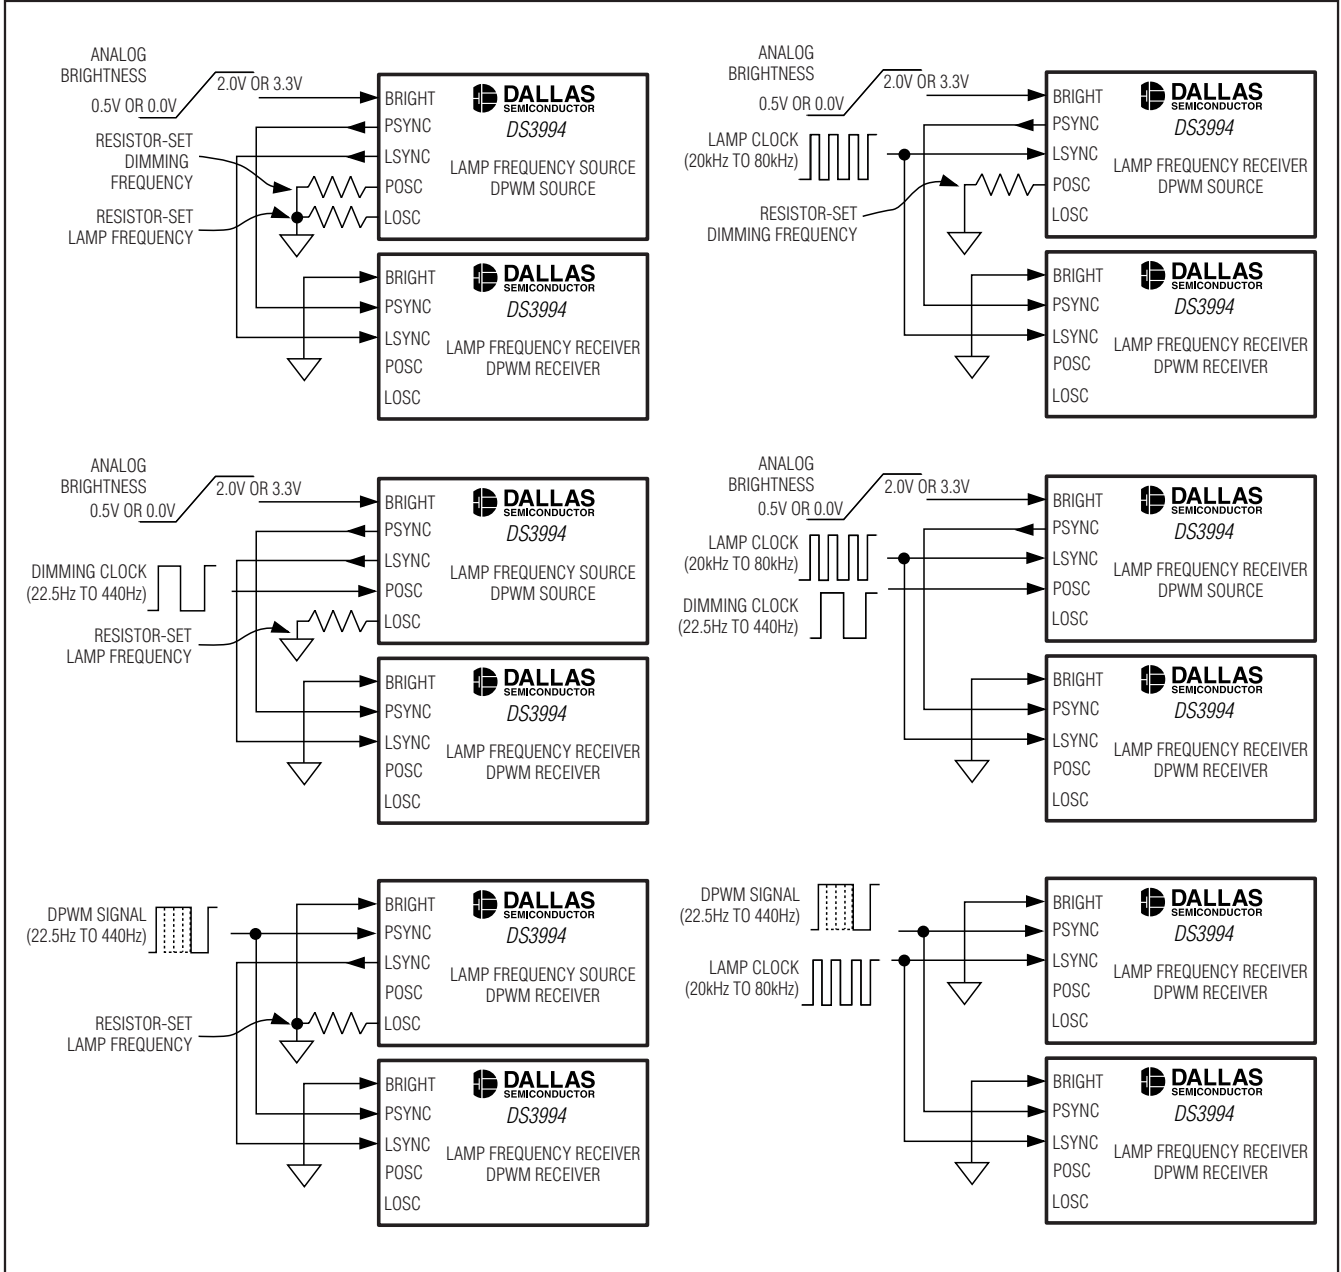 ANALOG
BRIGHTNESS
0.5V OR 0.0V
2.0V OR 3.3V
RESISTOR-SET
DIMMING
FREQUENCY
RESISTOR-SET
LAMP FREQUENCY
BRIGHT
PSYNC
LSYNC
POSC
LOSC
DALLAS
SEMICONDUCTOR
DS3994
LAMP FREQUENCY SOURCE
DPWM SOURCE
BRIGHT
PSYNC
LSYNC
POSC
LOSC
DALLAS
SEMICONDUCTOR
DS3994
LAMP FREQUENCY RECEIVER
DPWM RECEIVER
ANALOG
BRIGHTNESS
0.5V OR 0.0V
2.0V OR 3.3V
LAMP CLOCK
(20kHz TO 80kHz)
RESISTOR-SET
DIMMING FREQUENCY
BRIGHT
PSYNC
LSYNC
POSC
LOSC
DALLAS
SEMICONDUCTOR
DS3994
LAMP FREQUENCY RECEIVER
DPWM SOURCE
BRIGHT
PSYNC
LSYNC
POSC
LOSC
DALLAS
SEMICONDUCTOR
DS3994
LAMP FREQUENCY RECEIVER
DPWM RECEIVER
ANALOG
BRIGHTNESS
0.5V OR 0.0V
2.0V OR 3.3V
DIMMING CLOCK
(22.5Hz TO 440Hz)
RESISTOR-SET
LAMP FREQUENCY
BRIGHT
PSYNC
LSYNC
POSC
LOSC
DALLAS
SEMICONDUCTOR
DS3994
LAMP FREQUENCY SOURCE
DPWM SOURCE
BRIGHT
PSYNC
LSYNC
POSC
LOSC
DALLAS
SEMICONDUCTOR
DS3994
LAMP FREQUENCY RECEIVER
DPWM RECEIVER
ANALOG
BRIGHTNESS
0.5V OR 0.0V
2.0V OR 3.3V
LAMP CLOCK
(20kHz TO 80kHz)
DIMMING CLOCK
(22.5Hz TO 440Hz)
BRIGHT
PSYNC
LSYNC
POSC
LOSC
DALLAS
SEMICONDUCTOR
DS3994
LAMP FREQUENCY RECEIVER
DPWM SOURCE
BRIGHT
PSYNC
LSYNC
POSC
LOSC
DALLAS
SEMICONDUCTOR
DS3994
LAMP FREQUENCY RECEIVER
DPWM RECEIVER
DPWM SIGNAL
(22.5Hz TO 440Hz)
RESISTOR-SET
LAMP FREQUENCY
BRIGHT
PSYNC
LSYNC
POSC
LOSC
DALLAS
SEMICONDUCTOR
DS3994
LAMP FREQUENCY SOURCE
DPWM RECEIVER
BRIGHT
PSYNC
LSYNC
POSC
LOSC
DALLAS
SEMICONDUCTOR
DS3994
LAMP FREQUENCY RECEIVER
DPWM RECEIVER
DPWM SIGNAL
(22.5Hz TO 440Hz)
LAMP CLOCK
(20kHz TO 80kHz)
BRIGHT
PSYNC
LSYNC
POSC
LOSC
DALLAS
SEMICONDUCTOR
DS3994
LAMP FREQUENCY RECEIVER
DPWM RECEIVER
BRIGHT
PSYNC
LSYNC
POSC
LOSC
DALLAS
SEMICONDUCTOR
DS3994
LAMP FREQUENCY RECEIVER
DPWM RECEIVER